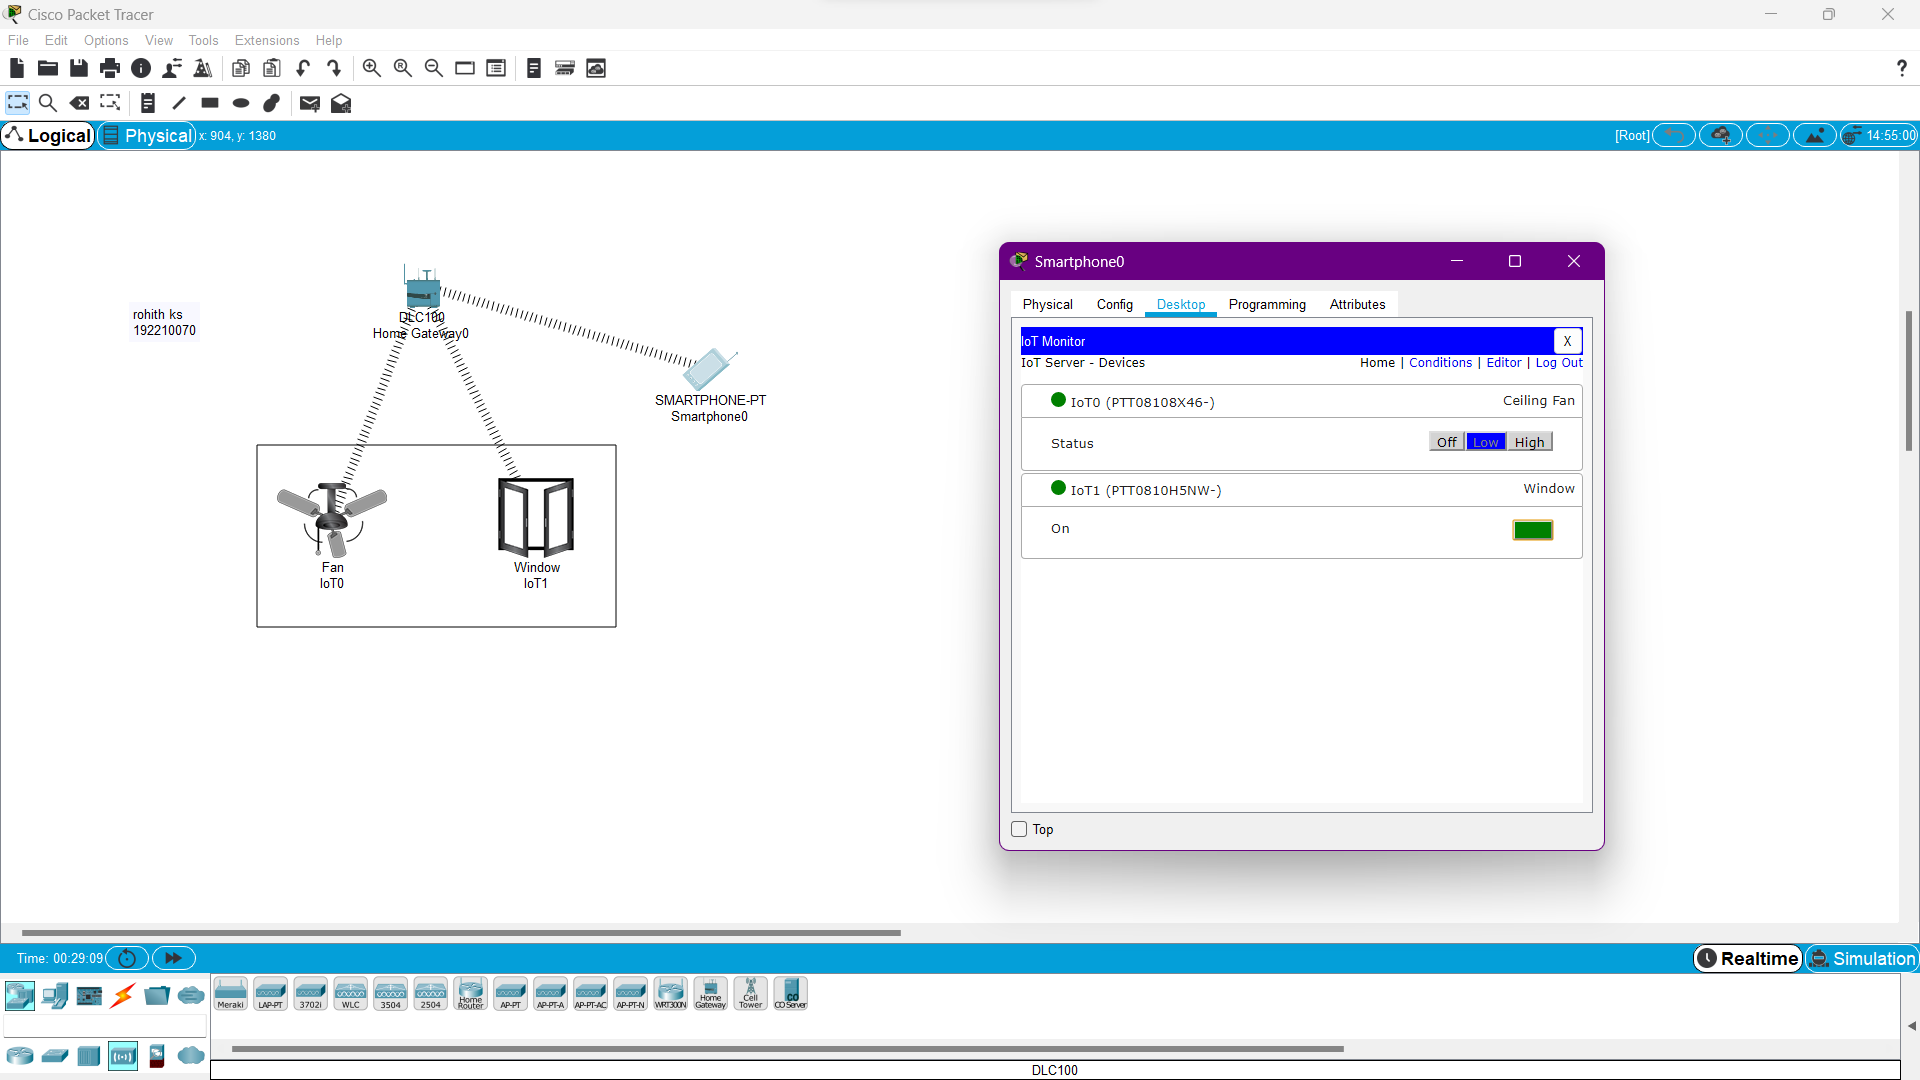 Cisco Packet Tracer
File Edit Options View Tools Extensions Help
?
Logical Physical x: 904, y: 1380 [Root] 14:55:00
rohith ks
192210070
DLC100
Home Gateway0
SMARTPHONE-PT
Smartphone0
Fan
IoT0
Window
IoT1
Smartphone0
Physical Config Desktop Programming Attributes
IoT Monitor X
IoT Server - Devices Home | Conditions | Editor | Log Out
IoT0 (PTT08108X46-) Ceiling Fan
Status Off Low High
IoT1 (PTT0810H5NW-) Window
On
Top
Time: 00:29:09 Realtime Simulation
Meraki LAP-PT 3702i WLC 3504 2504 Home Router AP-PT AP-PT-A AP-PT-AC AP-PT-N WRT300N Home Gateway Cell Tower CO Server
DLC100